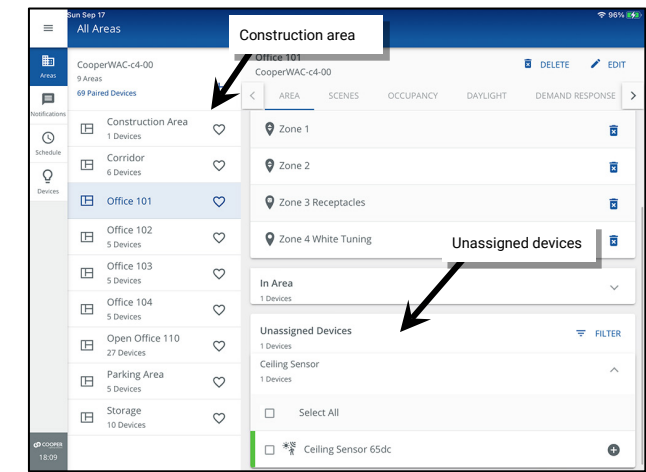 Sun Sep 17
96%
All Areas
Construction area
Areas
Notifications
Schedule
Devices
COOPER
18:09
CooperWAC-c4-00
9 Areas
69 Paired Devices
Construction Area
1 Devices
Corridor
6 Devices
Office 101
Office 102
5 Devices
Office 103
5 Devices
Office 104
5 Devices
Open Office 110
27 Devices
Parking Area
5 Devices
Storage
10 Devices
Office 101
CooperWAC-c4-00
DELETE
EDIT
AREA SCENES OCCUPANCY DAYLIGHT DEMAND RESPONSE
Zone 1
Zone 2
Zone 3 Receptacles
Zone 4 White Tuning
Unassigned devices
In Area
1 Devices
Unassigned Devices
1 Devices
FILTER
Ceiling Sensor
1 Devices
Select All
Ceiling Sensor 65dc